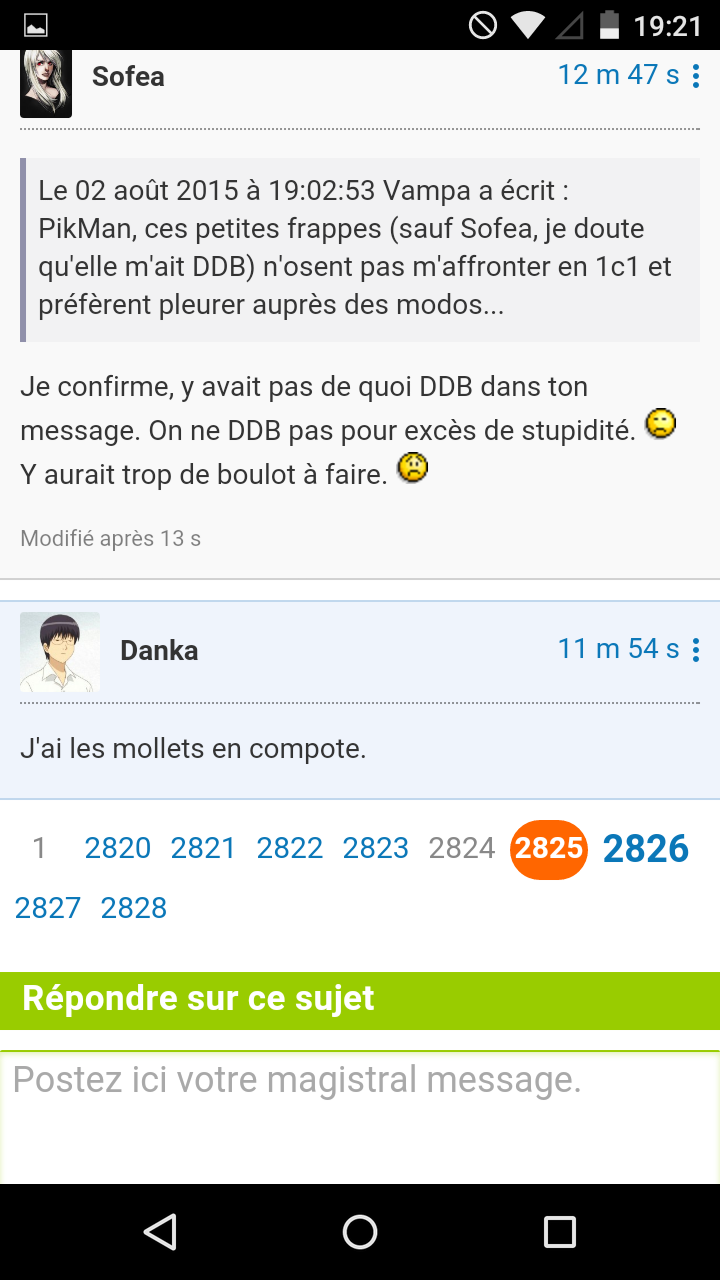 19:21
Sofea 12 m 47 s
Le 02 août 2015 à 19:02:53 Vampa a écrit :
PikMan, ces petites frappes (sauf Sofea, je doute
qu'elle m'ait DDB) n'osent pas m'affronter en 1c1 et
préfèrent pleurer auprès des modos...
Je confirme, y avait pas de quoi DDB dans ton
message. On ne DDB pas pour excès de stupidité.
Y aurait trop de boulot à faire.
Modifié après 13 s
Danka 11 m 54 s
J'ai les mollets en compote.
1 2820 2821 2822 2823 2824 2825 2826
2827 2828
Répondre sur ce sujet
Postez ici votre magistral message.